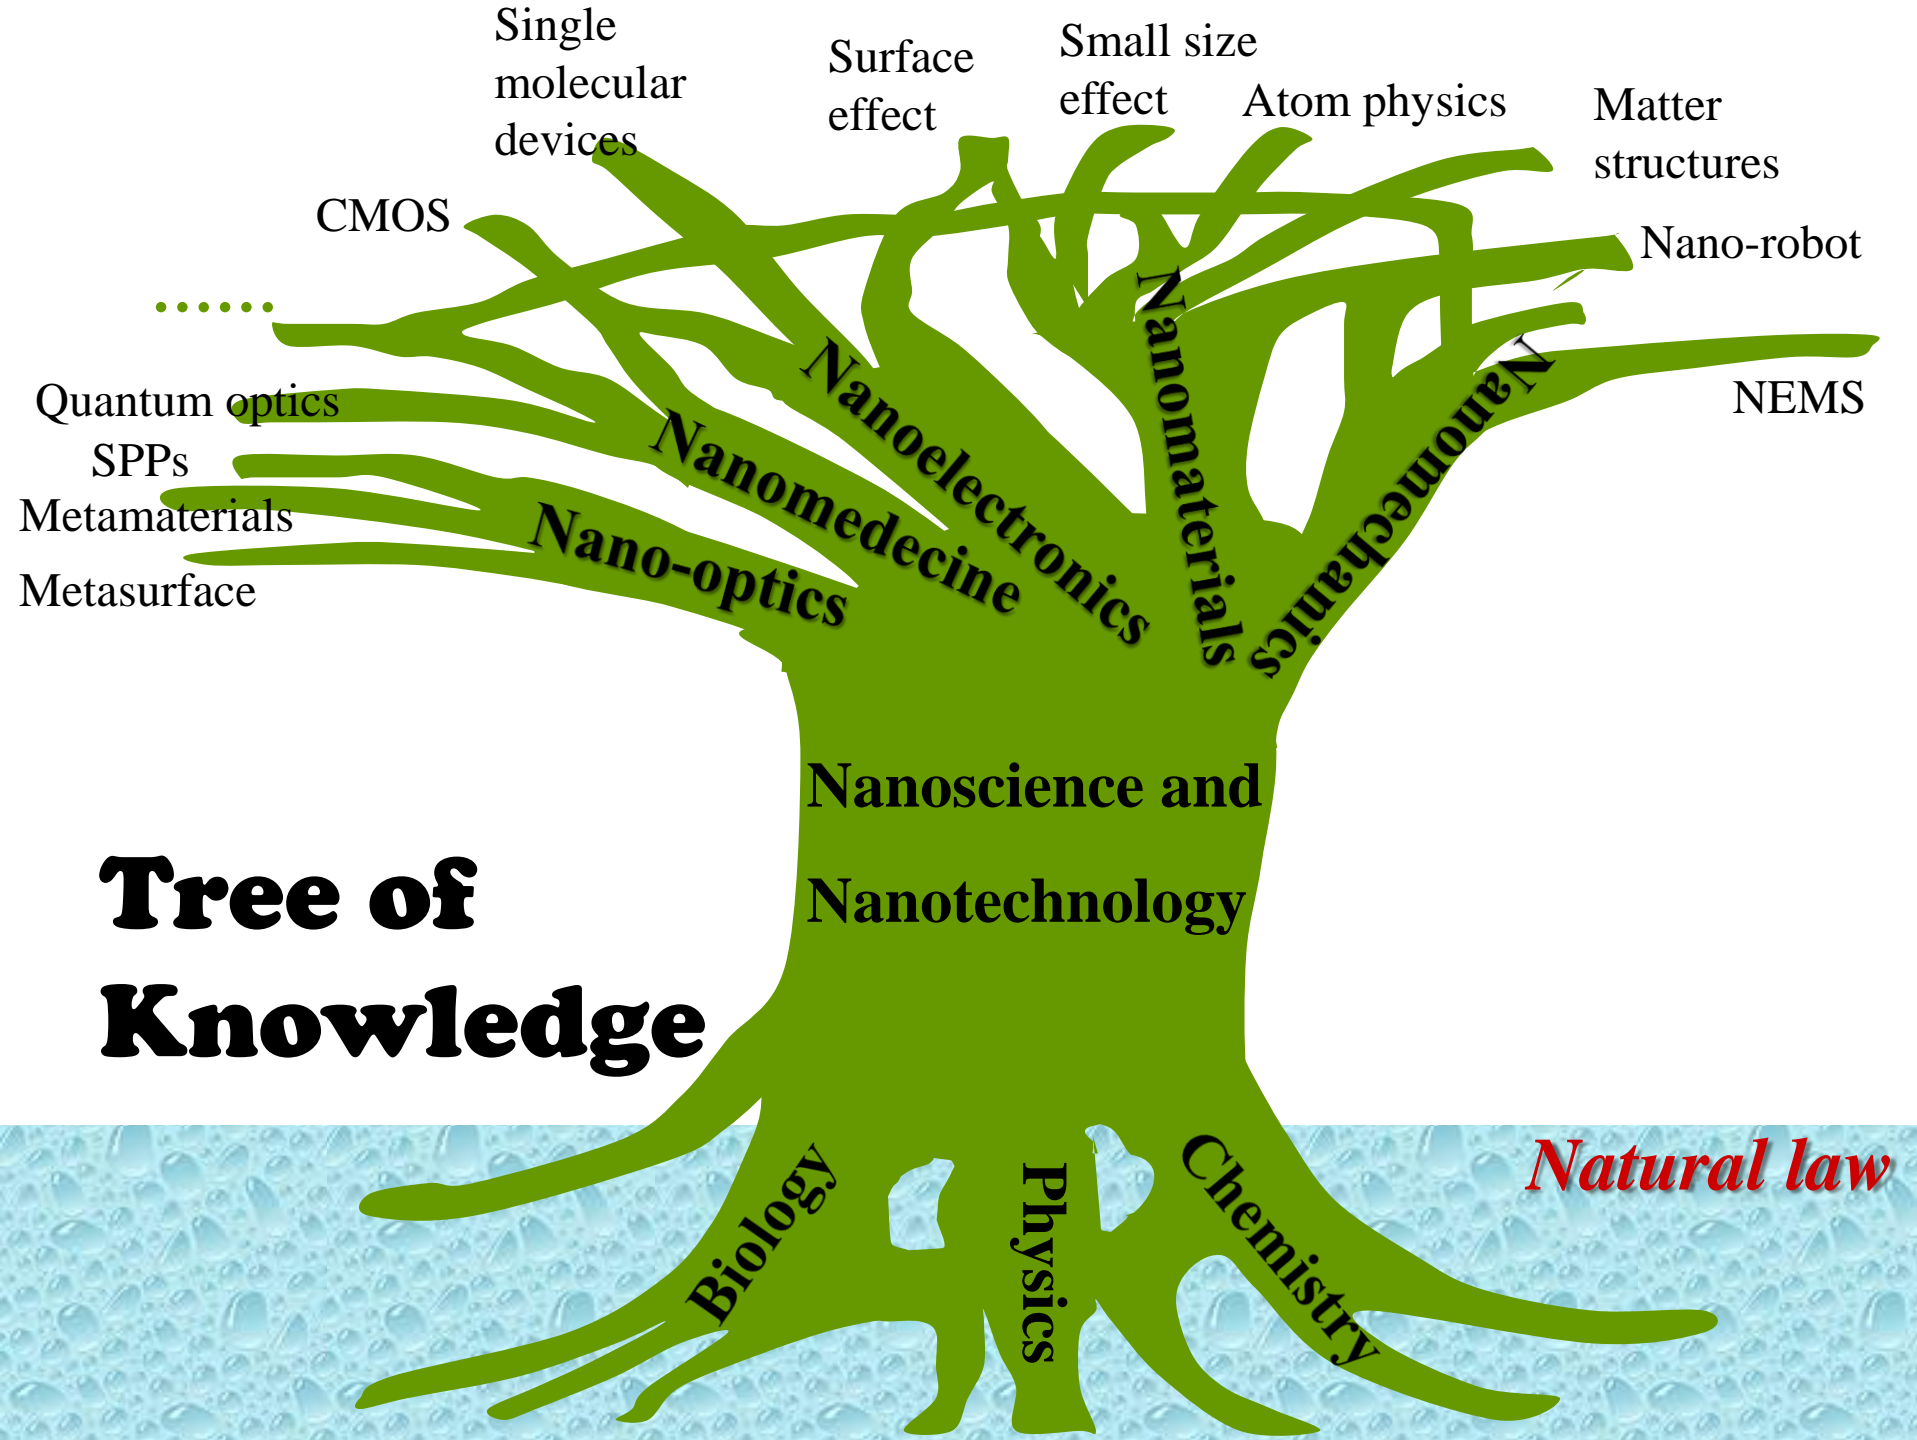 Single
molecular
devices
Surface
effect
Small size
effect
Atom physics
Matter
structures
CMOS
Nano-robot
......
Quantum optics
SPPs
Metamaterials
Metasurface
NEMS
Nano-optics
Nanomedecine
Nanoelectronics
Nanomaterials
Nanomechanics
Nanoscience and
Nanotechnology
Tree of
Knowledge
Natural law
Biology
Physics
Chemistry